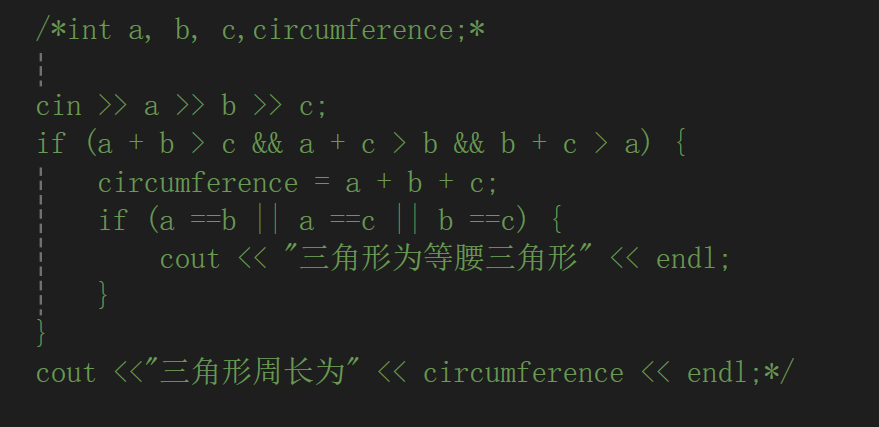 /*int a, b, c,circumference;*
cin >> a >> b >> c;
if (a + b > c && a + c > b && b + c > a) {
circumference = a + b + c;
if (a ==b || a ==c || b ==c) {
cout << "三角形为等腰三角形" << endl;
}
}
cout <<"三角形周长为" << circumference << endl;*/